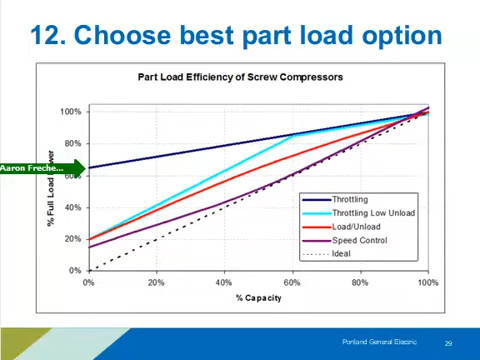 12. Choose best part load option
Part Load Efficiency of Screw Compressors
100%
80%
60%
40%
20%
0%
% Full Load
Aaron Freche...
0%
20%
40%
60%
80%
100%
% Capacity
Throttling
Throttling Low Unload
Load/Unload
Speed Control
Ideal
Portland General Electric
29